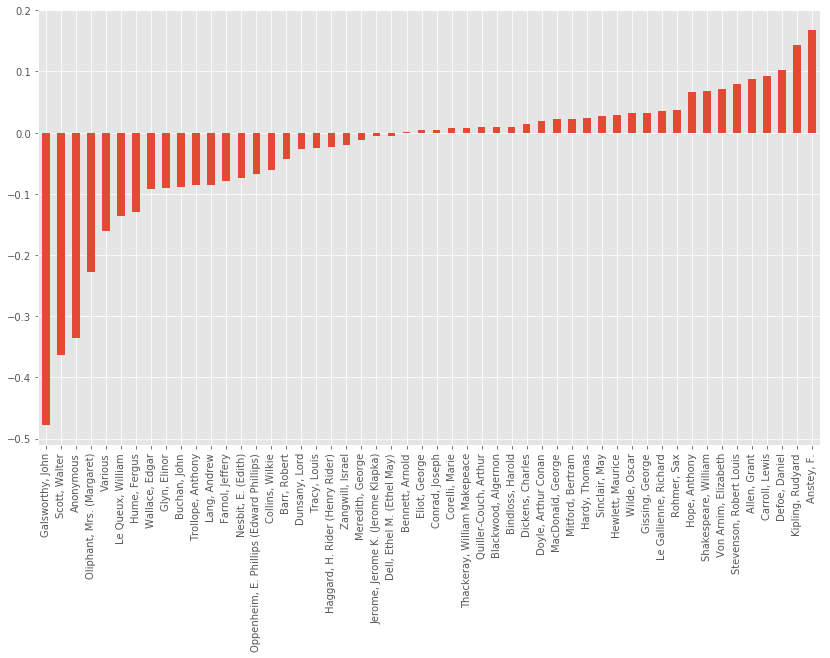 0.2
0.1
0.0
−0.1
−0.2
−0.3
−0.4
−0.5
Galsworthy, John
Scott, Walter
Anonymous
Oliphant, Mrs. (Margaret)
Various
Le Queux, William
Hume, Fergus
Wallace, Edgar
Glyn, Elinor
Buchan, John
Trollope, Anthony
Lang, Andrew
Farnol, Jeffery
Nesbit, E. (Edith)
Oppenheim, E. Phillips (Edward Phillips)
Collins, Wilkie
Barr, Robert
Dunsany, Lord
Tracy, Louis
Haggard, H. Rider (Henry Rider)
Zangwill, Israel
Meredith, George
Jerome, Jerome K. (Jerome Klapka)
Dell, Ethel M. (Ethel May)
Bennett, Arnold
Eliot, George
Conrad, Joseph
Corelli, Marie
Thackeray, William Makepeace
Quiller-Couch, Arthur
Blackwood, Algernon
Bindloss, Harold
Dickens, Charles
Doyle, Arthur Conan
MacDonald, George
Mitford, Bertram
Hardy, Thomas
Sinclair, May
Hewlett, Maurice
Wilde, Oscar
Gissing, George
Le Gallienne, Richard
Rohmer, Sax
Hope, Anthony
Shakespeare, William
Von Arnim, Elizabeth
Stevenson, Robert Louis
Allen, Grant
Carroll, Lewis
Defoe, Daniel
Kipling, Rudyard
Anstey, F.